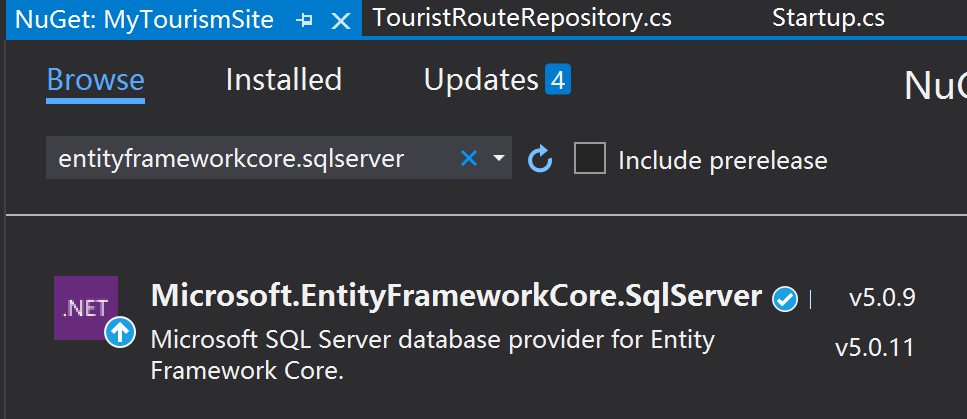 NuGet: MyTourismSite TouristRouteRepository.cs Startup.cs
Browse Installed Updates 4
entityframeworkcore.sqlserver Include prerelease
.NET Microsoft.EntityFrameworkCore.SqlServer v5.0.9
Microsoft SQL Server database provider for Entity v5.0.11
Framework Core.